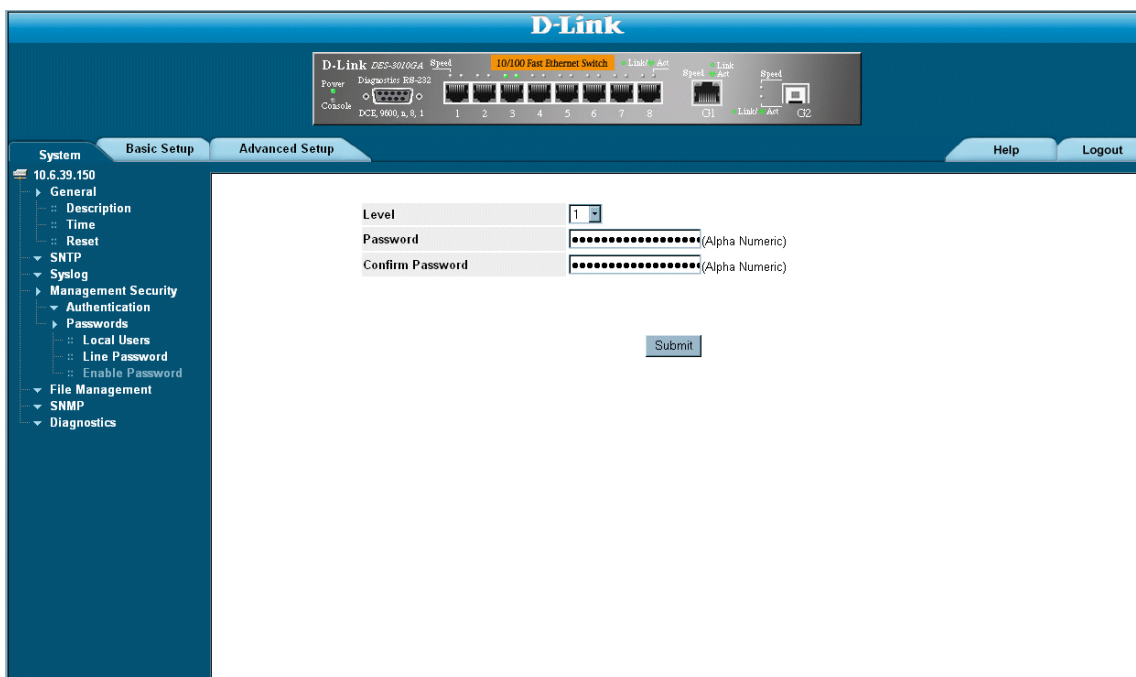 D-Link
D-Link DES-3010GA Speed 10/100 Fast Ethernet Switch Link/ Act
Power Diagnostics RS-232
Console
DCE, 9600, n, 8, 1
1 2 3 4 5 6 7 8
Speed Link Act
G1
Speed
Link/ Act G2
System Basic Setup Advanced Setup Help Logout
10.6.39.150
General
Description
Time
Reset
SNTP
Syslog
Management Security
Authentication
Passwords
Local Users
Line Password
Enable Password
File Management
SNMP
Diagnostics
Level 1
Password (Alpha Numeric)
Confirm Password (Alpha Numeric)
Submit